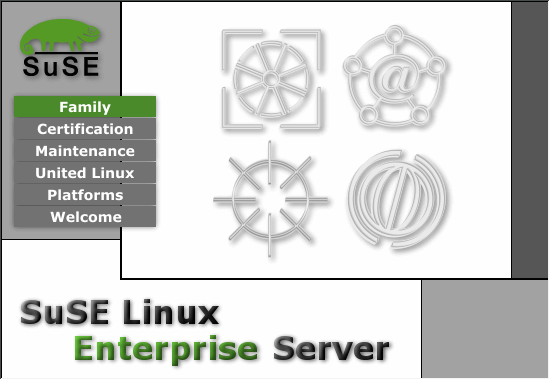 SuSE
Family
Certification
Maintenance
United Linux
Platforms
Welcome
@
SuSE Linux
Enterprise Server